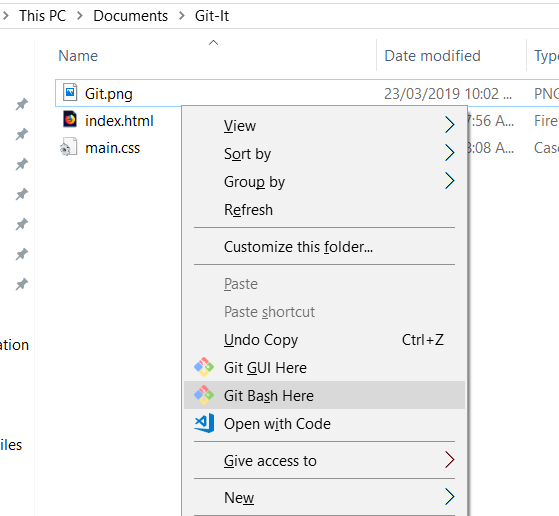 This PC > Documents > Git-It
Name Date modified Typ
Git.png 23/03/2019 10:02 ... PNG
index.html 7:56 A... Firef
main.css 3:08 A... Casc
View
Sort by
Group by
Refresh
Customize this folder...
Paste
Paste shortcut
Undo Copy Ctrl+Z
Git GUI Here
Git Bash Here
ation
Open with Code
iles
Give access to
New